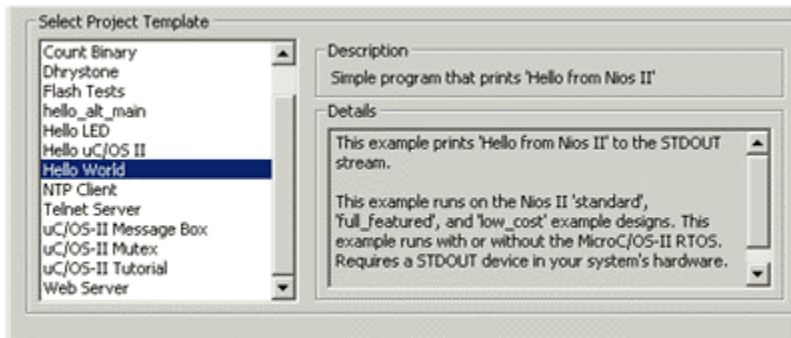 Select Project Template
Count Binary
Dhrystone
Flash Tests
hello_alt_main
Hello LED
Hello uC/OS II
Hello World
NTP Client
Telnet Server
uC/OS-II Message Box
uC/OS-II Mutex
uC/OS-II Tutorial
Web Server
Description
Simple program that prints 'Hello from Nios II'
Details
This example prints 'Hello from Nios II' to the STDOUT
stream.
This example runs on the Nios II 'standard',
'full_featured', and 'low_cost' example designs. This
example runs with or without the MicroC/OS-II RTOS.
Requires a STDOUT device in your system's hardware.